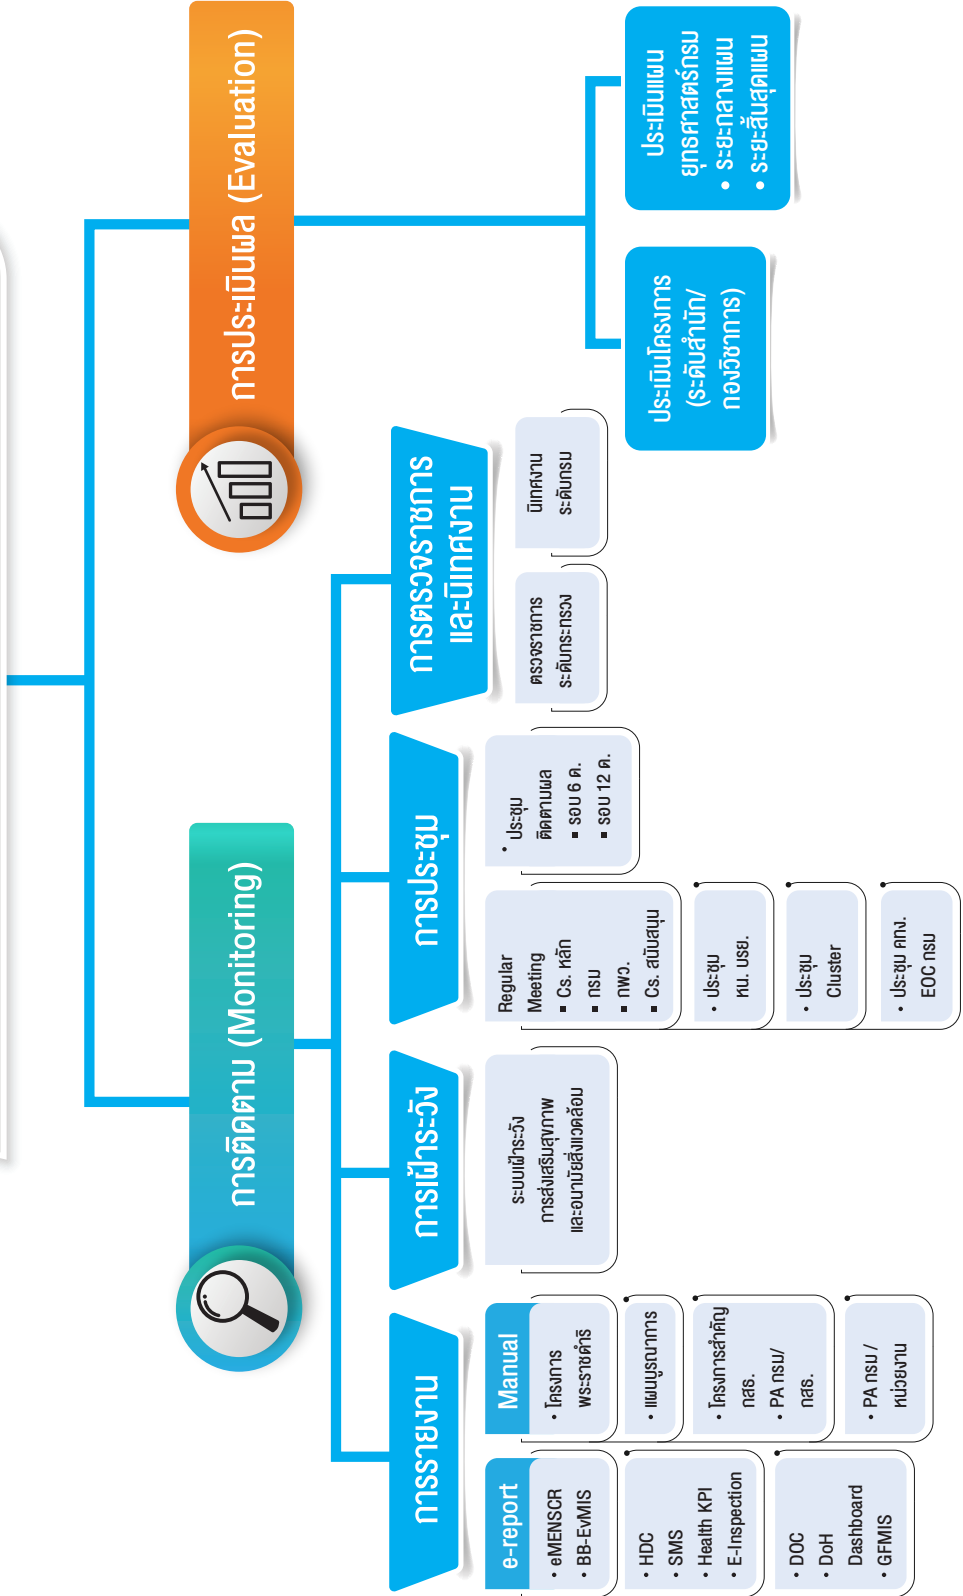 การติดตาม (Monitoring)
การประเมินผล (Evaluation)
การรายงาน
การเฝ้าระวัง
การประชุม
การตรวจราชการ
และนิเทศงาน
e-report
• eMENSCR
• BB-EvMIS
• HDC
• SMS
• Health KPI
• E-Inspection
• DOC
• DoH
Dashboard
• GFMIS
Manual
• โครงการ
พระราชดำริ
• แผนบูรณาการ
• โครงการสำคัญ
กสธ.
• PA กรม/
กสธ.
• PA กรม /
หน่วยงาน
ระบบเฝ้าระวัง
การส่งเสริมสุขภาพ
และอนามัยสิ่งแวดล้อม
Regular
Meeting
▪ Cs. หลัก
▪ กรม
▪ กพว.
▪ Cs. สนับสนุน
• ประชุม
หน. บรย.
• ประชุม
Cluster
• ประชุม คทง.
EOC กรม
• ประชุม
ติดตามผล
▪ รอบ 6 ด.
▪ รอบ 12 ด.
ตรวจราชการ
ระดับกระทรวง
นิเทศงาน
ระดับกรม
ประเมินโครงการ
(ระดับสำนัก/
กองวิชาการ)
ประเมินแผน
ยุทธศาสตร์กรม
• ระยะกลางแผน
• ระยะสิ้นสุดแผน